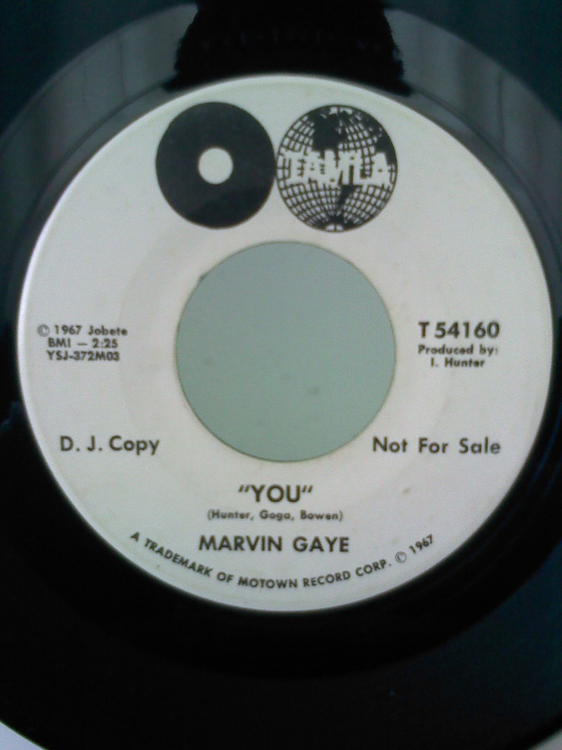 TAMLA
© 1967 Jobete
BMI — 2:25
YSJ-372M03
T 54160
Produced by:
I. Hunter
D. J. Copy
Not For Sale
"YOU"
(Hunter, Goga, Bowen)
MARVIN GAYE
A TRADEMARK OF MOTOWN RECORD CORP. © 1967